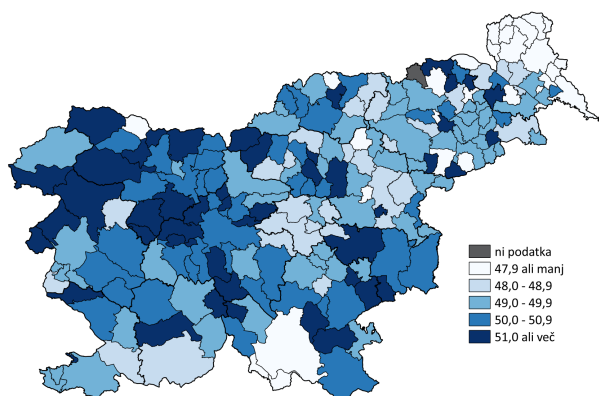 ni podatka
47,9 ali manj
48,0 - 48,9
49,0 - 49,9
50,0 - 50,9
51,0 ali več